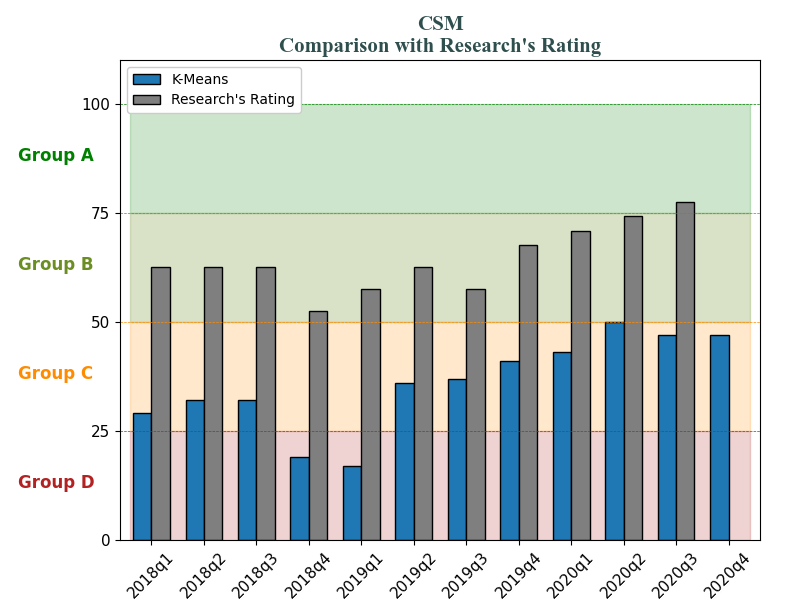 CSM
Comparison with Research's Rating
K-Means
Research's Rating
100
Group A
75
Group B
50
Group C
25
Group D
0
2018q1
2018q2
2018q3
2018q4
2019q1
2019q2
2019q3
2019q4
2020q1
2020q2
2020q3
2020q4